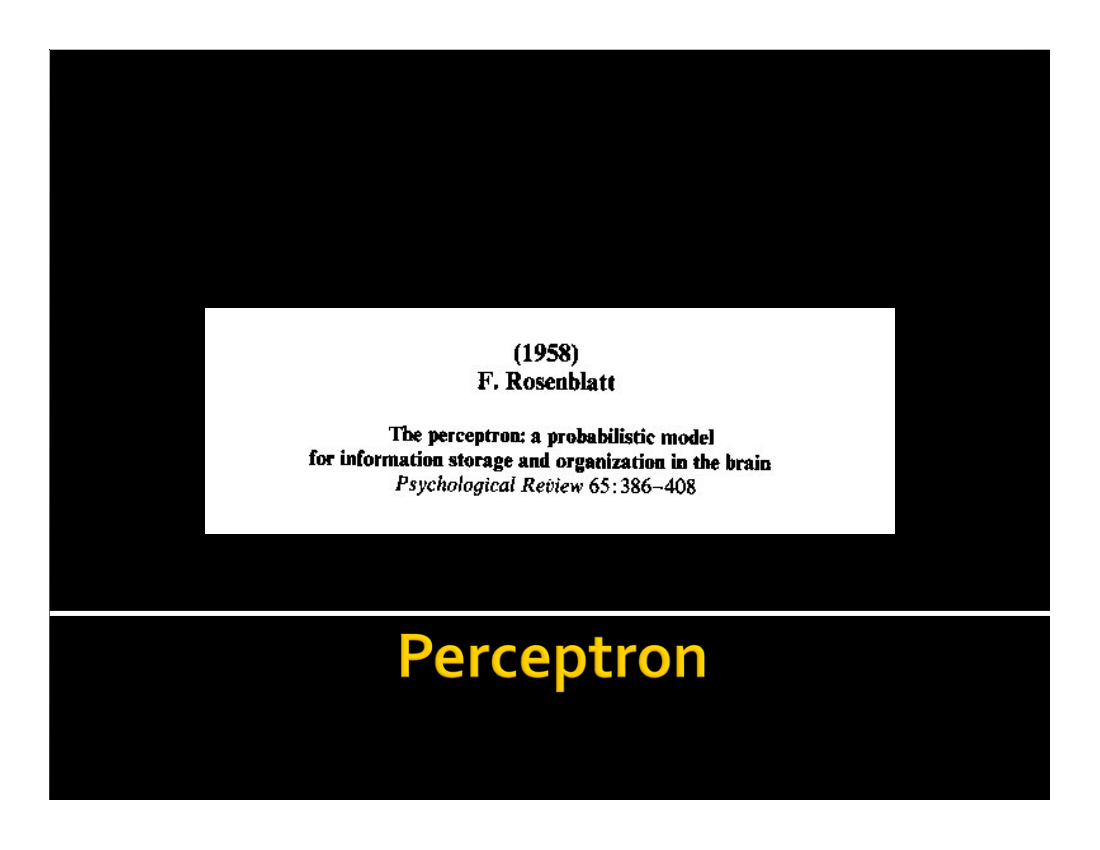 (1958)
F. Rosenblatt
The perceptron: a probabilistic model
for information storage and organization in the brain
Psychological Review 65:386–408
Perceptron